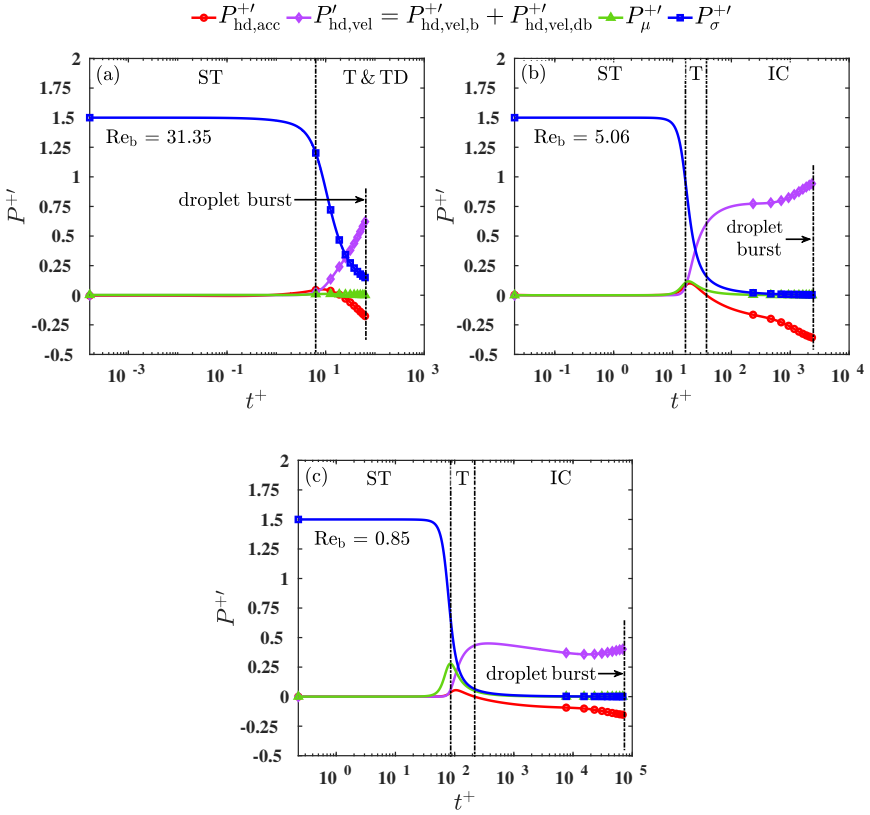 P^{+′}_{hd,acc} P^{′}_{hd,vel} = P^{+′}_{hd,vel,b} + P^{+′}_{hd,vel,db} P^{+′}_μ P^{+′}_σ
(a) ST T & TD
Re_b = 31.35
droplet burst
2
1.75
1.5
1.25
1
0.75
0.5
0.25
0
-0.25
-0.5
P^{+′}
10^{-3} 10^{-1} 10^{1} 10^{3}
t^+
(b) ST T IC
Re_b = 5.06
droplet
burst
2
1.75
1.5
1.25
1
0.75
0.5
0.25
0
-0.25
-0.5
P^{+′}
10^{-1} 10^{0} 10^{1} 10^{2} 10^{3} 10^{4}
t^+
(c) ST T IC
Re_b = 0.85
droplet burst
2
1.75
1.5
1.25
1
0.75
0.5
0.25
0
-0.25
-0.5
P^{+′}
10^{0} 10^{1} 10^{2} 10^{3} 10^{4} 10^{5}
t^+